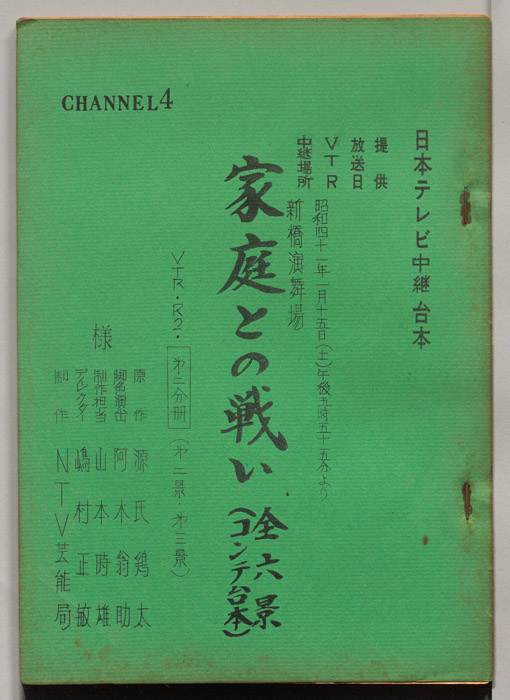 CHANNEL4
日本テレビ中継台本
提供
放送日 昭和四十一年一月十五日(土)午後九時五十五分より
VTR
中継場所 新橋演舞場
家庭との戦い 全六景
(コンテ台本)
VTR・R2・第二分冊(第二景・第三景)
様
原作 源氏鶏太
脚色演出 阿木翁助
制作担当 山本時雄
ディレクター 嶋村正敏
制作 NTV芸能局